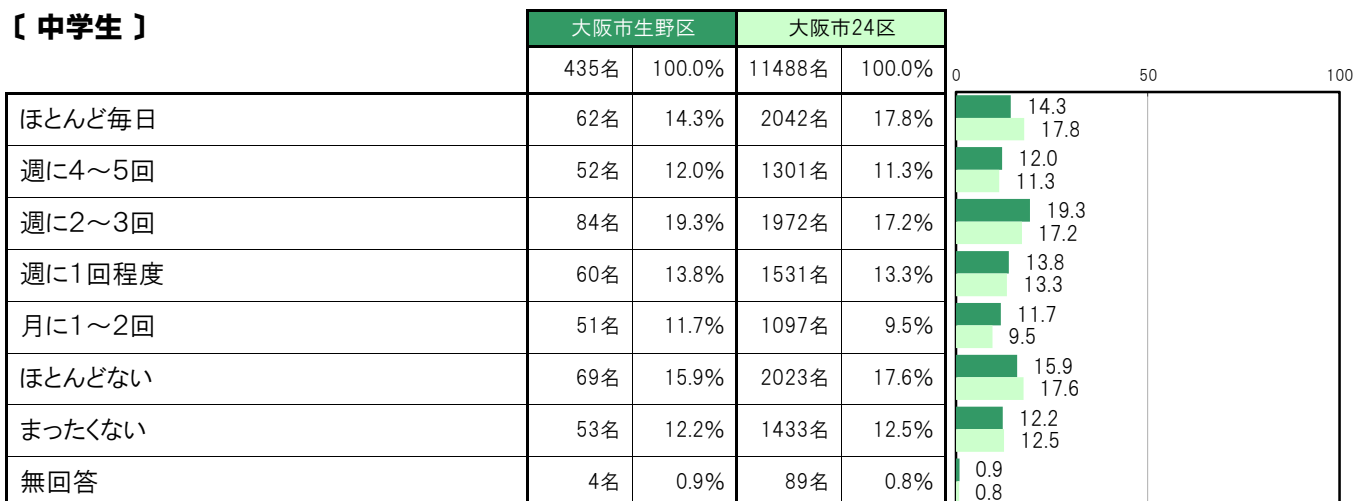 〔 中学生 〕
大阪市生野区 大阪市24区
435名 100.0% 11488名 100.0%
0 50 100
ほとんど毎日 62名 14.3% 2042名 17.8% 14.3
17.8
週に4～5回 52名 12.0% 1301名 11.3% 12.0
11.3
週に2～3回 84名 19.3% 1972名 17.2% 19.3
17.2
週に1回程度 60名 13.8% 1531名 13.3% 13.8
13.3
月に1～2回 51名 11.7% 1097名 9.5% 11.7
9.5
ほとんどない 69名 15.9% 2023名 17.6% 15.9
17.6
まったくない 53名 12.2% 1433名 12.5% 12.2
12.5
無回答 4名 0.9% 89名 0.8% 0.9
0.8